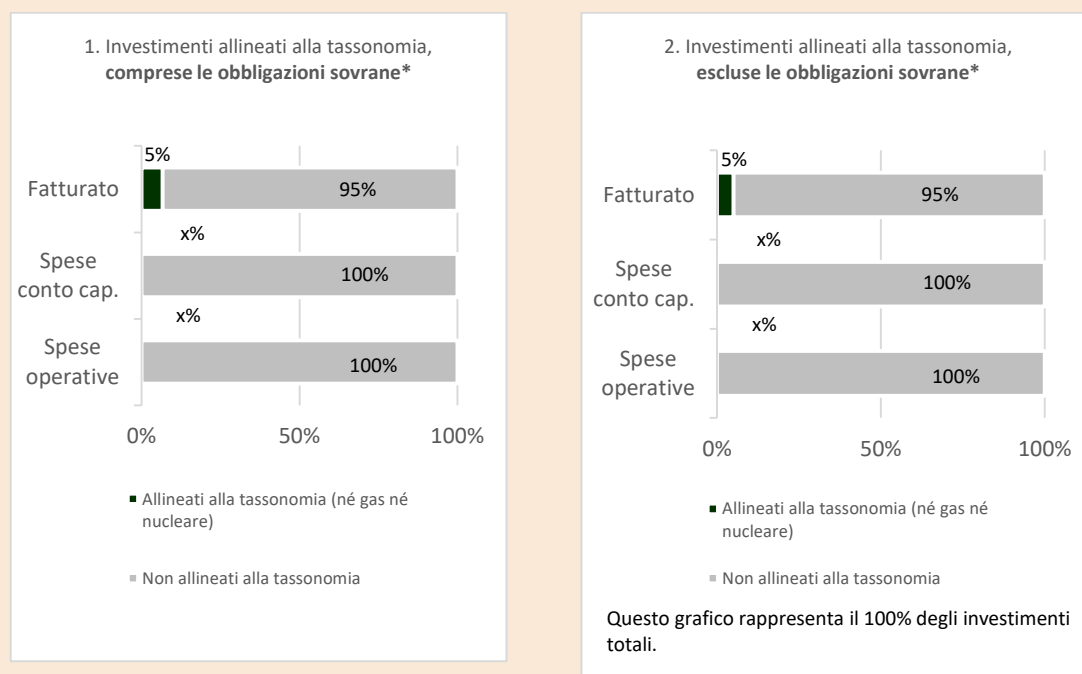 1. Investimenti allineati alla tassonomia,
comprese le obbligazioni sovrane*
5%
Fatturato
95%
x%
Spese
conto cap.
100%
x%
Spese
operative
100%
0%
50%
100%
Allineati alla tassonomia (né gas né
nucleare)
Non allineati alla tassonomia
2. Investimenti allineati alla tassonomia,
escluse le obbligazioni sovrane*
5%
Fatturato
95%
x%
Spese
conto cap.
100%
x%
Spese
operative
100%
0%
50%
100%
Allineati alla tassonomia (né gas né
nucleare)
Non allineati alla tassonomia
Questo grafico rappresenta il 100% degli investimenti
totali.